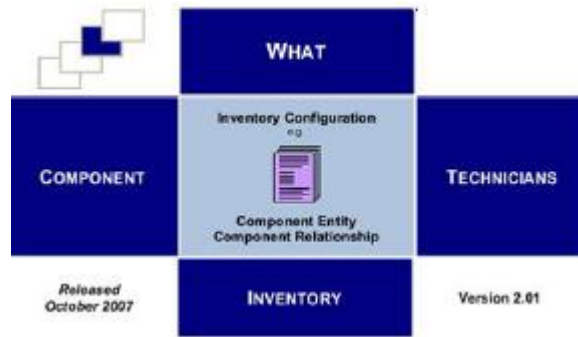 WHAT
Inventory Configuration
e.g.
COMPONENT
TECHNICIANS
Component Entity
Component Relationship
Released
October 2007
INVENTORY
Version 2.01